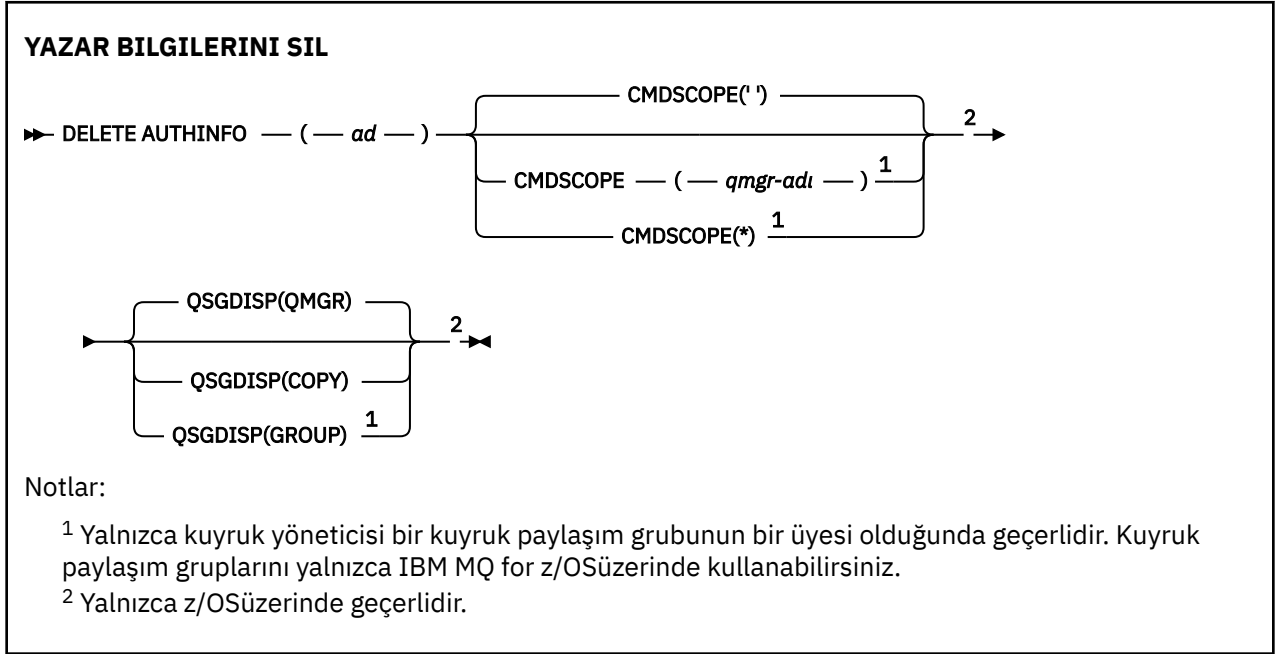 YAZAR BILGILERINI SIL
CMDSCOPE(' ')
DELETE AUTHINFO ( ad ) 2
CMDSCOPE ( qmgr-adı ) 1
CMDSCOPE(*) 1
QSGDISP(QMGR)
2
QSGDISP(COPY)
QSGDISP(GROUP) 1
Notlar:
1 Yalnızca kuyruk yöneticisi bir kuyruk paylaşım grubunun bir üyesi olduğunda geçerlidir. Kuyruk
paylaşım gruplarını yalnızca IBM MQ for z/OSüzerinde kullanabilirsiniz.
2 Yalnızca z/OSüzerinde geçerlidir.